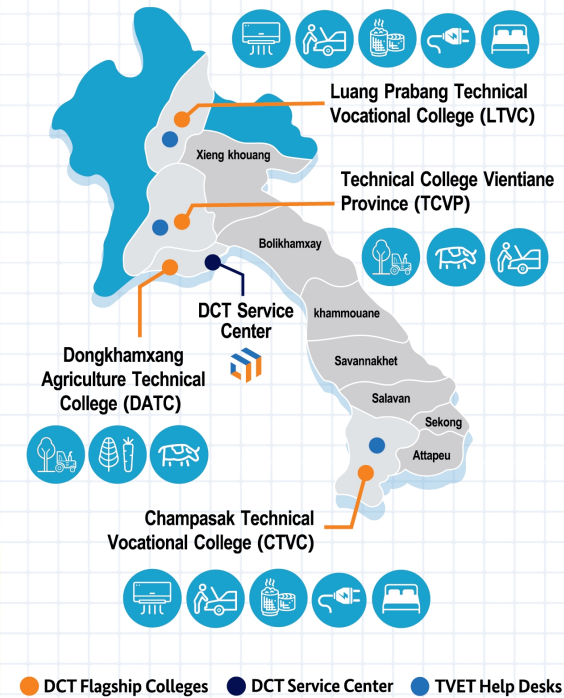 Luang Prabang Technical
Vocational College (LTVC)
Xieng khouang
Technical College Vientiane
Province (TCVP)
Bolikhamxay
DCT Service
Center
khammouane
Dongkhamxang
Agriculture Technical
College (DATC)
Savannakhet
Salavan
Sekong
Attapeu
Champasak Technical
Vocational College (CTVC)
DCT Flagship Colleges
DCT Service Center
TVET Help Desks